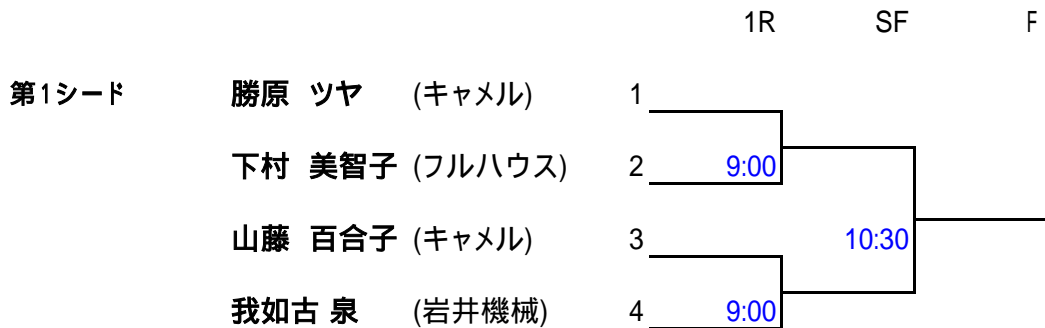 1R SF F
第1シード 勝原 ツヤ (キャメル) 1
下村 美智子 (フルハウス) 2 9:00
山藤 百合子 (キャメル) 3 10:30
我如古 泉 (岩井機械) 4 9:00